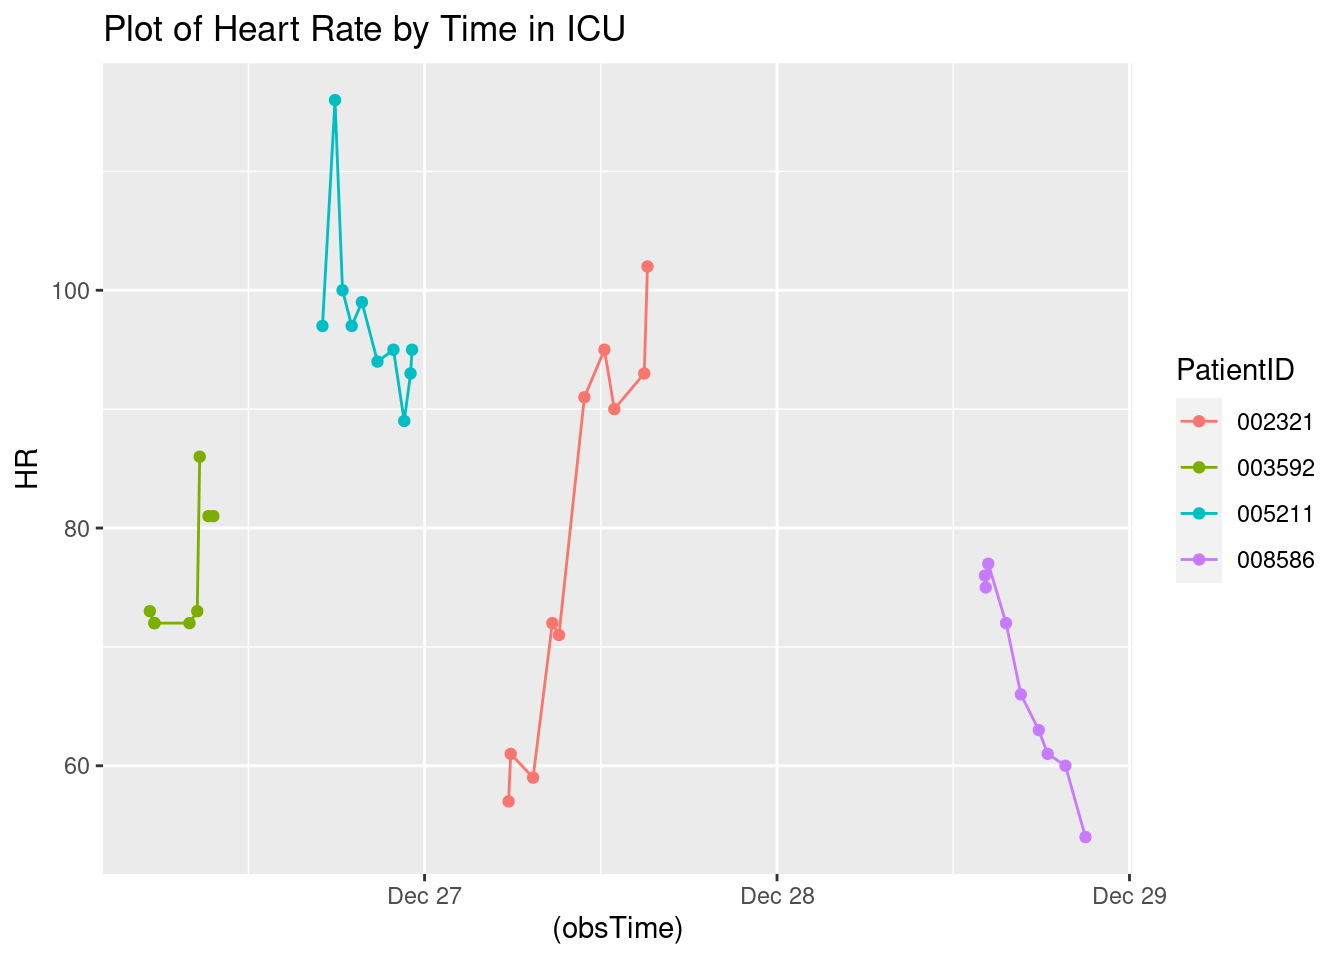 Plot of Heart Rate by Time in ICU
HR
100
80
60
Dec 27
Dec 28
Dec 29
(obsTime)
PatientID
002321
003592
005211
008586